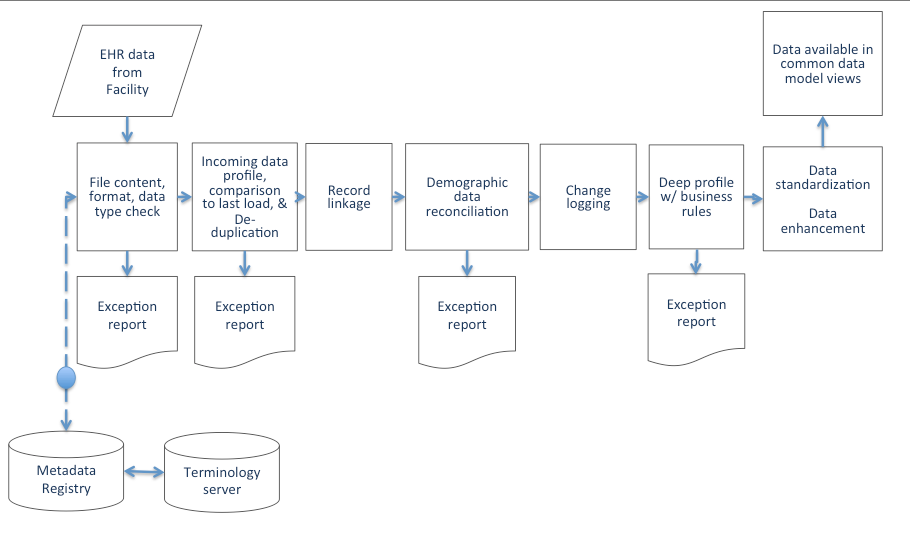 EHR data
from
Facility
Data available in
common data
model views
File content,
format, data
type check
Incoming data
profile,
comparison
to last load, &
De-
duplication
Record
linkage
Demographic
data
reconciliation
Change
logging
Deep profile
w/ business
rules
Data
standardization
Data
enhancement
Exception
report
Exception
report
Exception
report
Exception
report
Metadata
Registry
Terminology
server